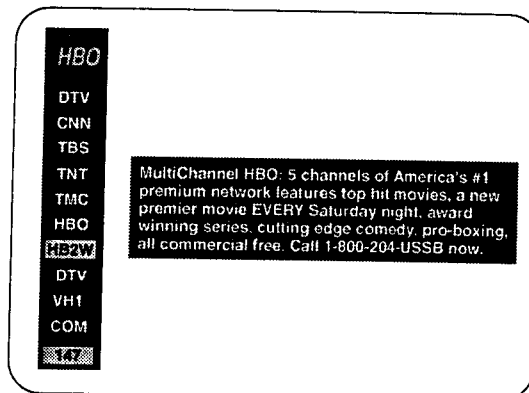 HBO
DTV
CNN
TBS
TNT
TMC
HBO
HB2W
DTV
VH1
COM
147
MultiChannel HBO: 5 channels of America's #1
premium network features top hit movies, a new
premier movie EVERY Saturday night, award
winning series, cutting edge comedy, pro-boxing,
all commercial free. Call 1-800-204-USSB now.